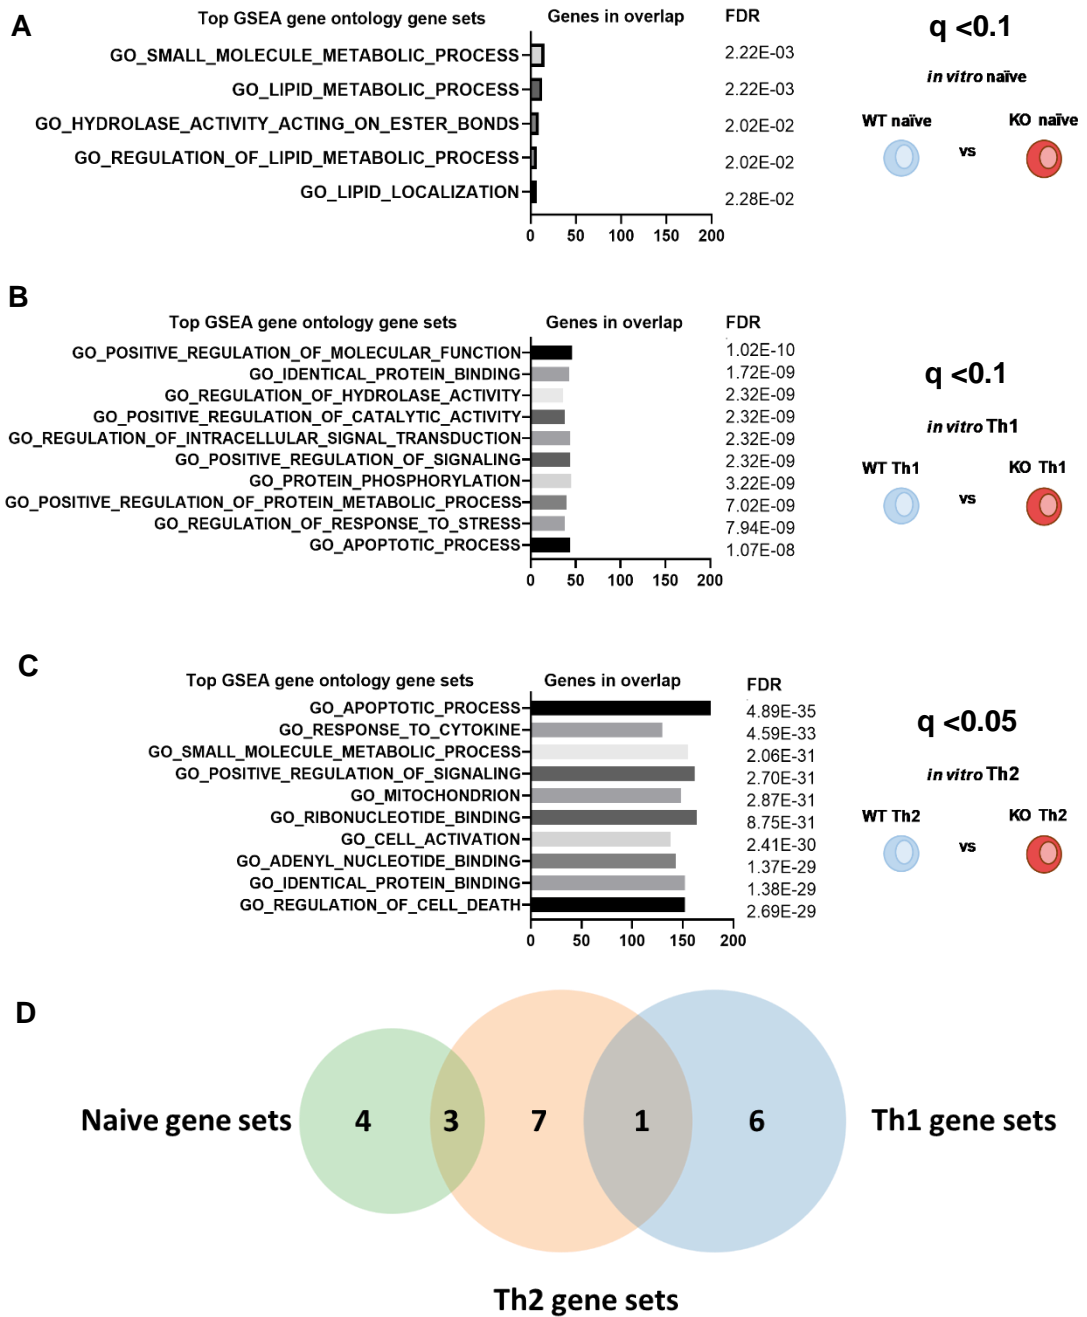 A
Top GSEA gene ontology gene sets
Genes in overlap
FDR
q <0.1
GO_SMALL_MOLECULE_METABOLIC_PROCESS
2.22E-03
GO_LIPID_METABOLIC_PROCESS
2.22E-03
GO_HYDROLASE_ACTIVITY_ACTING_ON_ESTER_BONDS
2.02E-02
GO_REGULATION_OF_LIPID_METABOLIC_PROCESS
2.02E-02
GO_LIPID_LOCALIZATION
2.28E-02
0 50 100 150 200
in vitro naïve
WT naïve
vs
KO naïve
B
Top GSEA gene ontology gene sets
Genes in overlap
FDR
q <0.1
GO_POSITIVE_REGULATION_OF_MOLECULAR_FUNCTION
1.02E-10
GO_IDENTICAL_PROTEIN_BINDING
1.72E-09
GO_REGULATION_OF_HYDROLASE_ACTIVITY
2.32E-09
GO_POSITIVE_REGULATION_OF_CATALYTIC_ACTIVITY
2.32E-09
GO_REGULATION_OF_INTRACELLULAR_SIGNAL_TRANSDUCTION
2.32E-09
GO_POSITIVE_REGULATION_OF_SIGNALING
2.32E-09
GO_PROTEIN_PHOSPHORYLATION
3.22E-09
GO_POSITIVE_REGULATION_OF_PROTEIN_METABOLIC_PROCESS
7.02E-09
GO_REGULATION_OF_RESPONSE_TO_STRESS
7.94E-09
GO_APOPTOTIC_PROCESS
1.07E-08
0 50 100 150 200
in vitro Th1
WT Th1
vs
KO Th1
C
Top GSEA gene ontology gene sets
Genes in overlap
FDR
q <0.05
GO_APOPTOTIC_PROCESS
4.89E-35
GO_RESPONSE_TO_CYTOKINE
4.59E-33
GO_SMALL_MOLECULE_METABOLIC_PROCESS
2.06E-31
GO_POSITIVE_REGULATION_OF_SIGNALING
2.70E-31
GO_MITOCHONDRION
2.87E-31
GO_RIBONUCLEOTIDE_BINDING
8.75E-31
GO_CELL_ACTIVATION
2.41E-30
GO_ADENYL_NUCLEOTIDE_BINDING
1.37E-29
GO_IDENTICAL_PROTEIN_BINDING
1.38E-29
GO_REGULATION_OF_CELL_DEATH
2.69E-29
0 50 100 150 200
in vitro Th2
WT Th2
vs
KO Th2
D
Naive gene sets
4
3
7
1
6
Th1 gene sets
Th2 gene sets